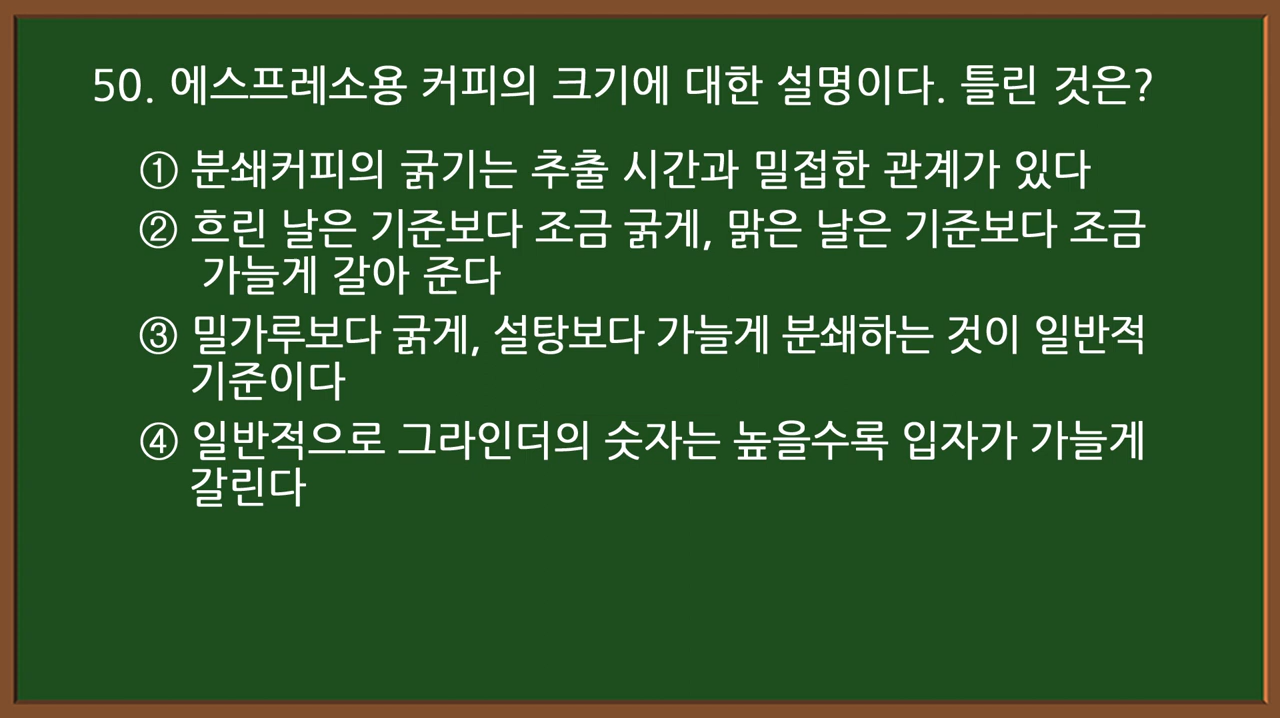 50. 에스프레소용 커피의 크기에 대한 설명이다. 틀린 것은?
① 분쇄커피의 굵기는 추출 시간과 밀접한 관계가 있다
② 흐린 날은 기준보다 조금 굵게, 맑은 날은 기준보다 조금
가늘게 갈아 준다
③ 밀가루보다 굵게, 설탕보다 가늘게 분쇄하는 것이 일반적
기준이다
④ 일반적으로 그라인더의 숫자는 높을수록 입자가 가늘게
갈린다